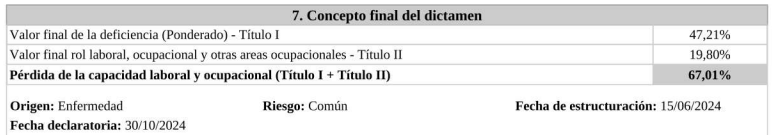 7. Concepto final del dictamen
Valor final de la deficiencia (Ponderado) - Título I 47,21%
Valor final rol laboral, ocupacional y otras areas ocupacionales - Título II 19,80%
Pérdida de la capacidad laboral y ocupacional (Título I + Título II) 67,01%
Origen: Enfermedad Riesgo: Común Fecha de estructuración: 15/06/2024
Fecha declaratoria: 30/10/2024